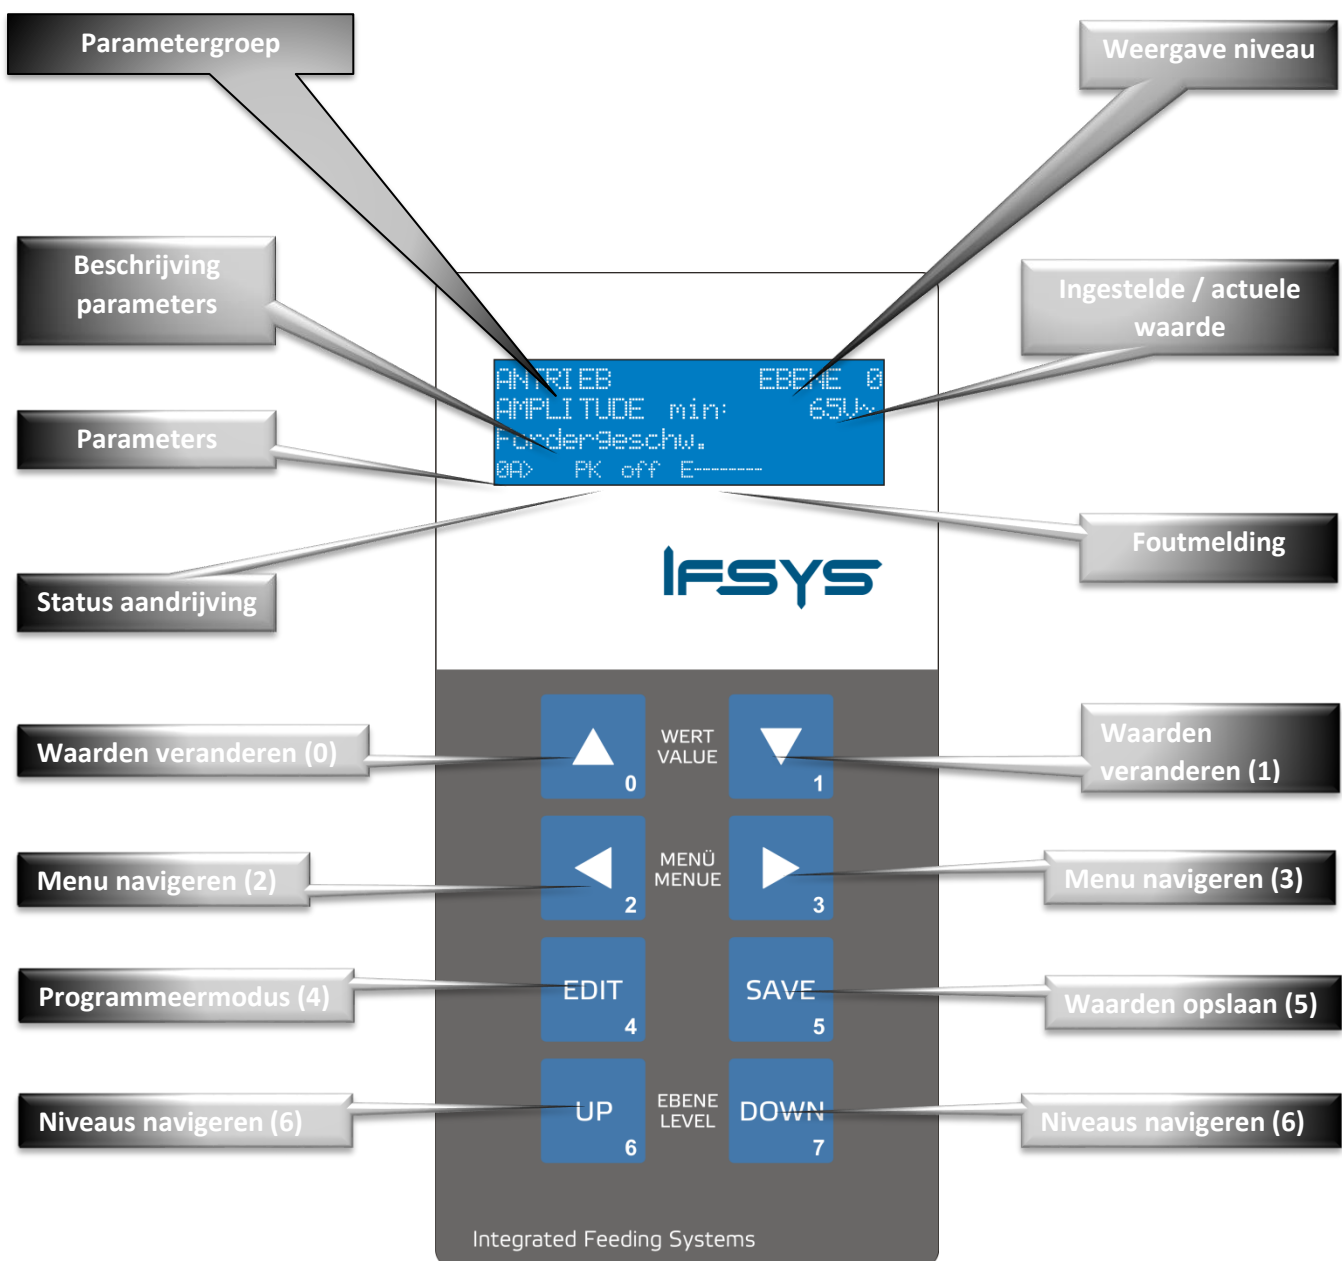 Parametergroep
Weergave niveau
Beschrijving
parameters
Ingestelde / actuele
waarde
ANTRIEB EBENE 0
AMPLITUDE min: 65V~
Fördergeschw.
0A> PK off E--------
Parameters
Foutmelding
Status aandrijving
IFSYS
Waarden veranderen (0)
WERT
VALUE
0
1
Waarden
veranderen (1)
Menu navigeren (2)
MENÜ
MENUE
2
3
Menu navigeren (3)
Programmeermodus (4)
EDIT
4
SAVE
5
Waarden opslaan (5)
Niveaus navigeren (6)
UP
6
EBENE
LEVEL
DOWN
7
Niveaus navigeren (6)
Integrated Feeding Systems